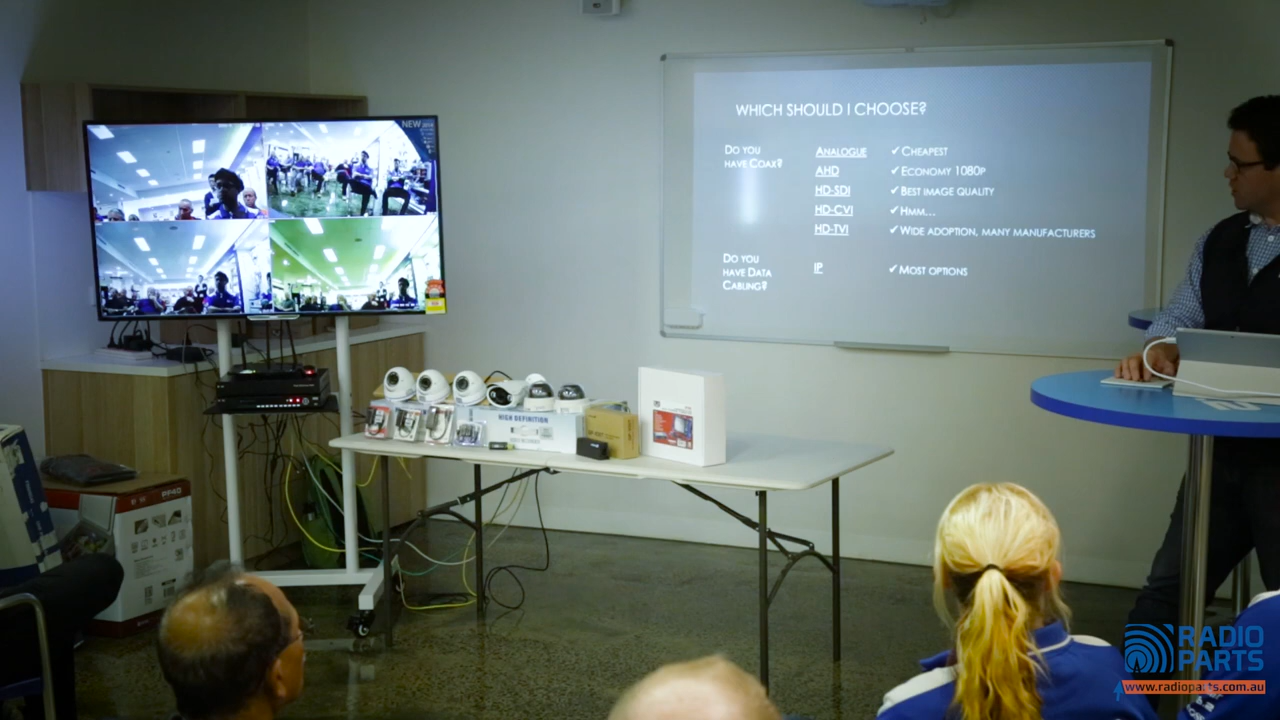 WHICH SHOULD I CHOOSE?
DO YOU
HAVE COAX?
ANALOGUE ✓ CHEAPEST
AHD ✓ ECONOMY 1080P
HD-SDI ✓ BEST IMAGE QUALITY
HD-CVI ✓ HMM...
HD-TVI ✓ WIDE ADOPTION, MANY MANUFACTURERS
DO YOU
HAVE DATA
CABLING?
IP ✓ MOST OPTIONS
NEW
HIGH DEFINITION
PP40
RADIO
PARTS
www.radioparts.com.au